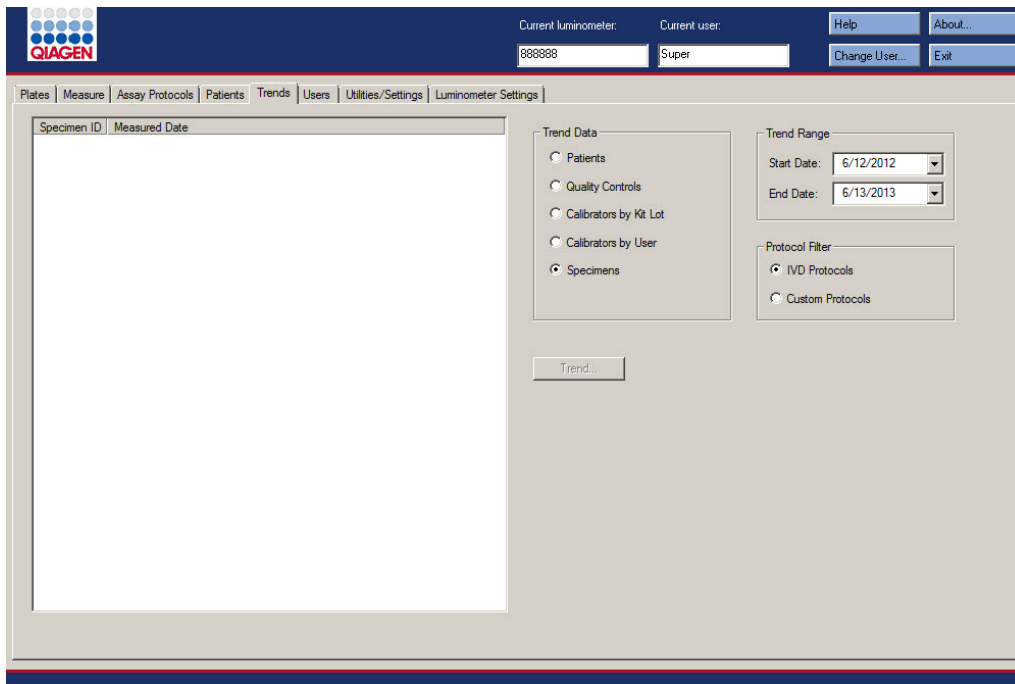 QIAGEN
Current luminometer: Current user:
888888 Super
Help About...
Change User... Exit
Plates Measure Assay Protocols Patients Trends Users Utilities/Settings Luminometer Settings
Specimen ID Measured Date
Trend Data
Patients
Quality Controls
Calibrators by Kit Lot
Calibrators by User
Specimens
Trend Range
Start Date: 6/12/2012
End Date: 6/13/2013
Protocol Filter
IVD Protocols
Custom Protocols
Trend...